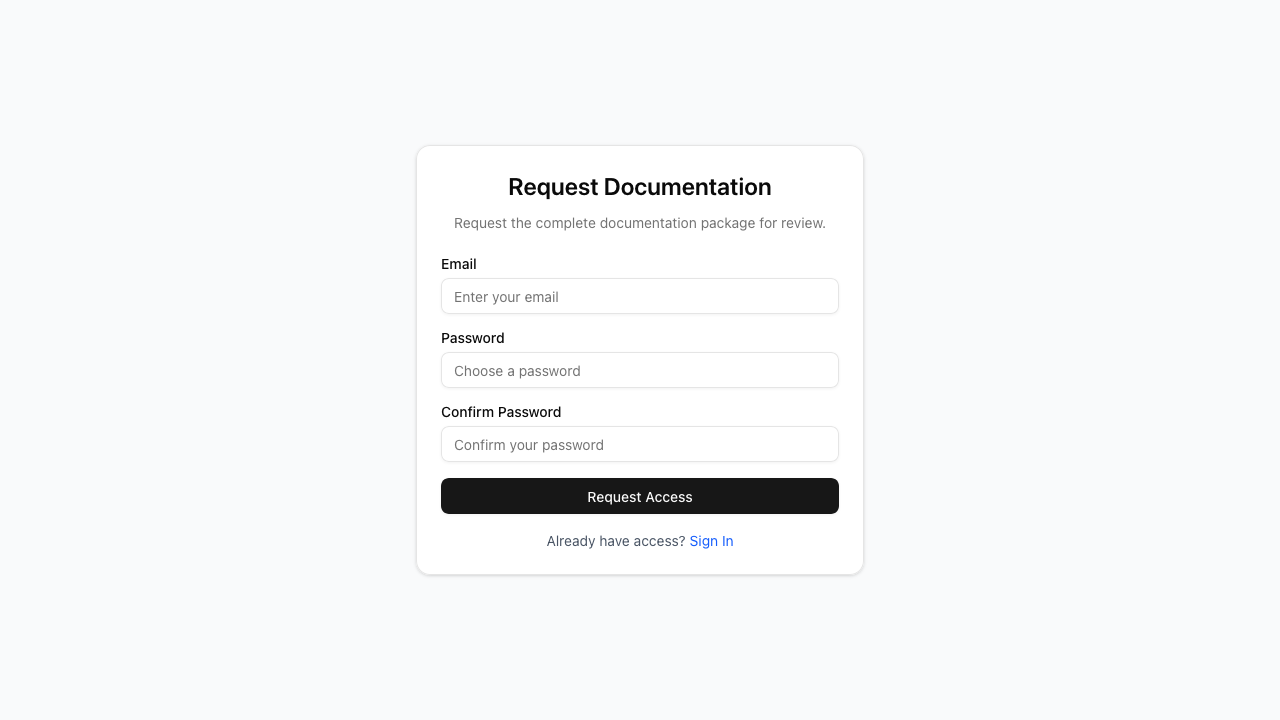 Request Documentation
Request the complete documentation package for review.
Email
Enter your email
Password
Choose a password
Confirm Password
Confirm your password
Request Access
Already have access? Sign In